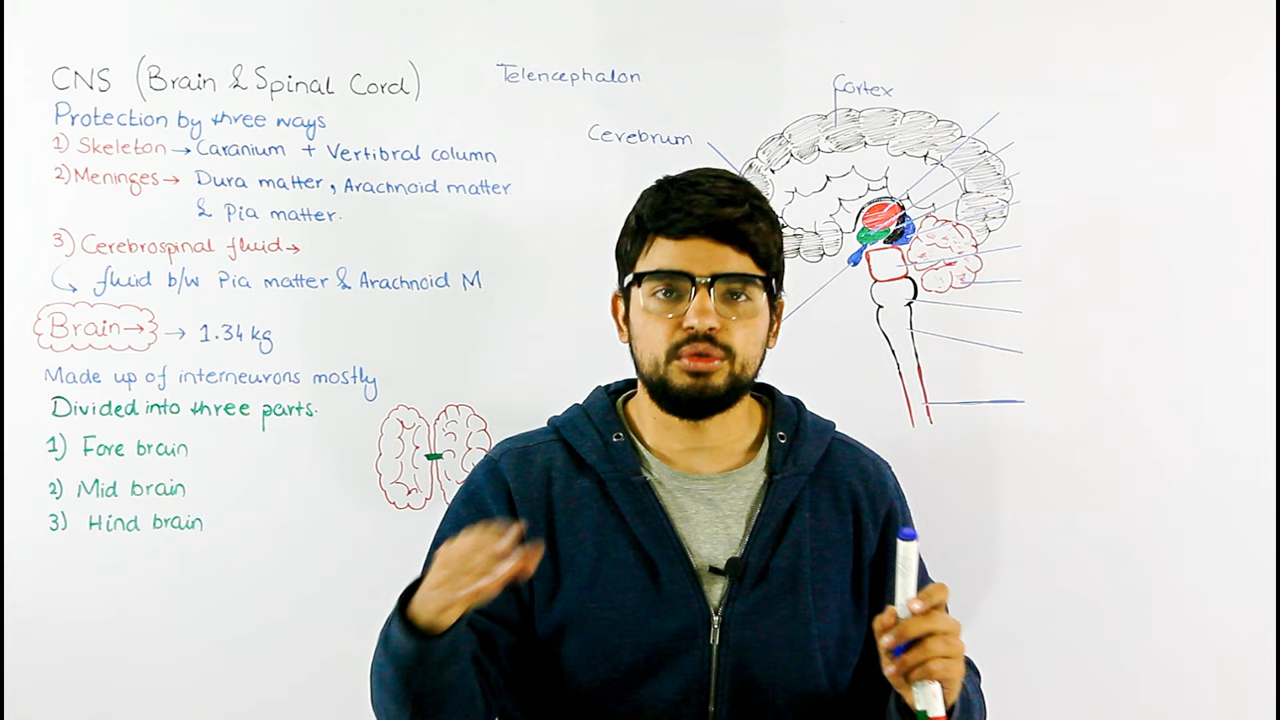 CNS (Brain & Spinal Cord)
Protection by three ways
1) Skeleton → Caranium + Vertibral column
2) Meninges → Dura matter, Arachnoid matter
& Pia matter.
3) Cerebrospinal fluid →
fluid b/w Pia matter & Arachnoid M
Brain → → 1.34 kg
Made up of interneurons mostly
Divided into three parts.
1) Fore brain
2) Mid brain
3) Hind brain
Telencephalon
Cortex
Cerebrum